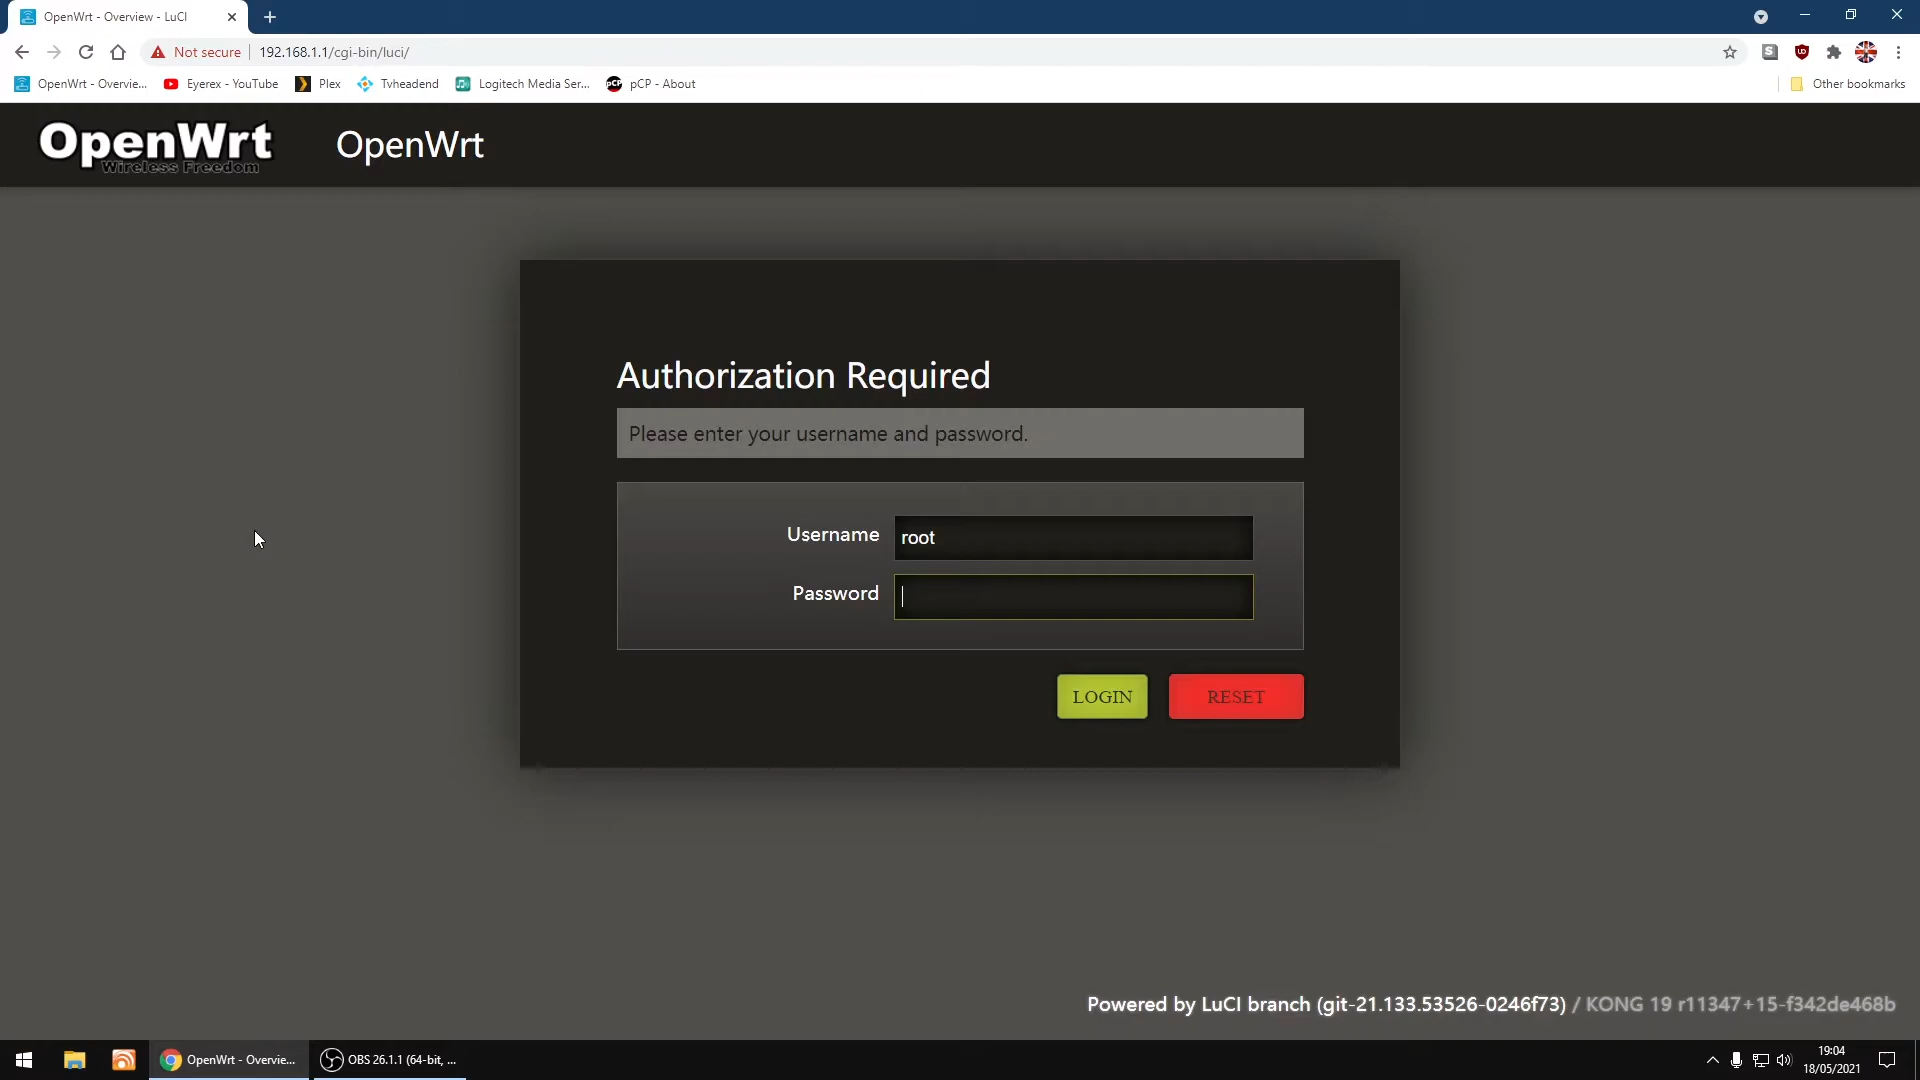 OpenWrt - Overview - LuCI
Not secure
192.168.1.1/cgi-bin/luci/
OpenWrt - Overvie...
Eyerex - YouTube
Plex
Tvheadend
Logitech Media Ser...
pCP
pCP - About
Other bookmarks
OpenWrt
Wireless Freedom
OpenWrt
Authorization Required
Please enter your username and password.
Username
root
Password
LOGIN
RESET
Powered by LuCI branch (git-21.133.53526-0246f73) / KONG 19 r11347+15-f342de468b
OpenWrt - Overvie...
OBS 26.1.1 (64-bit, ...
19:04
18/05/2021